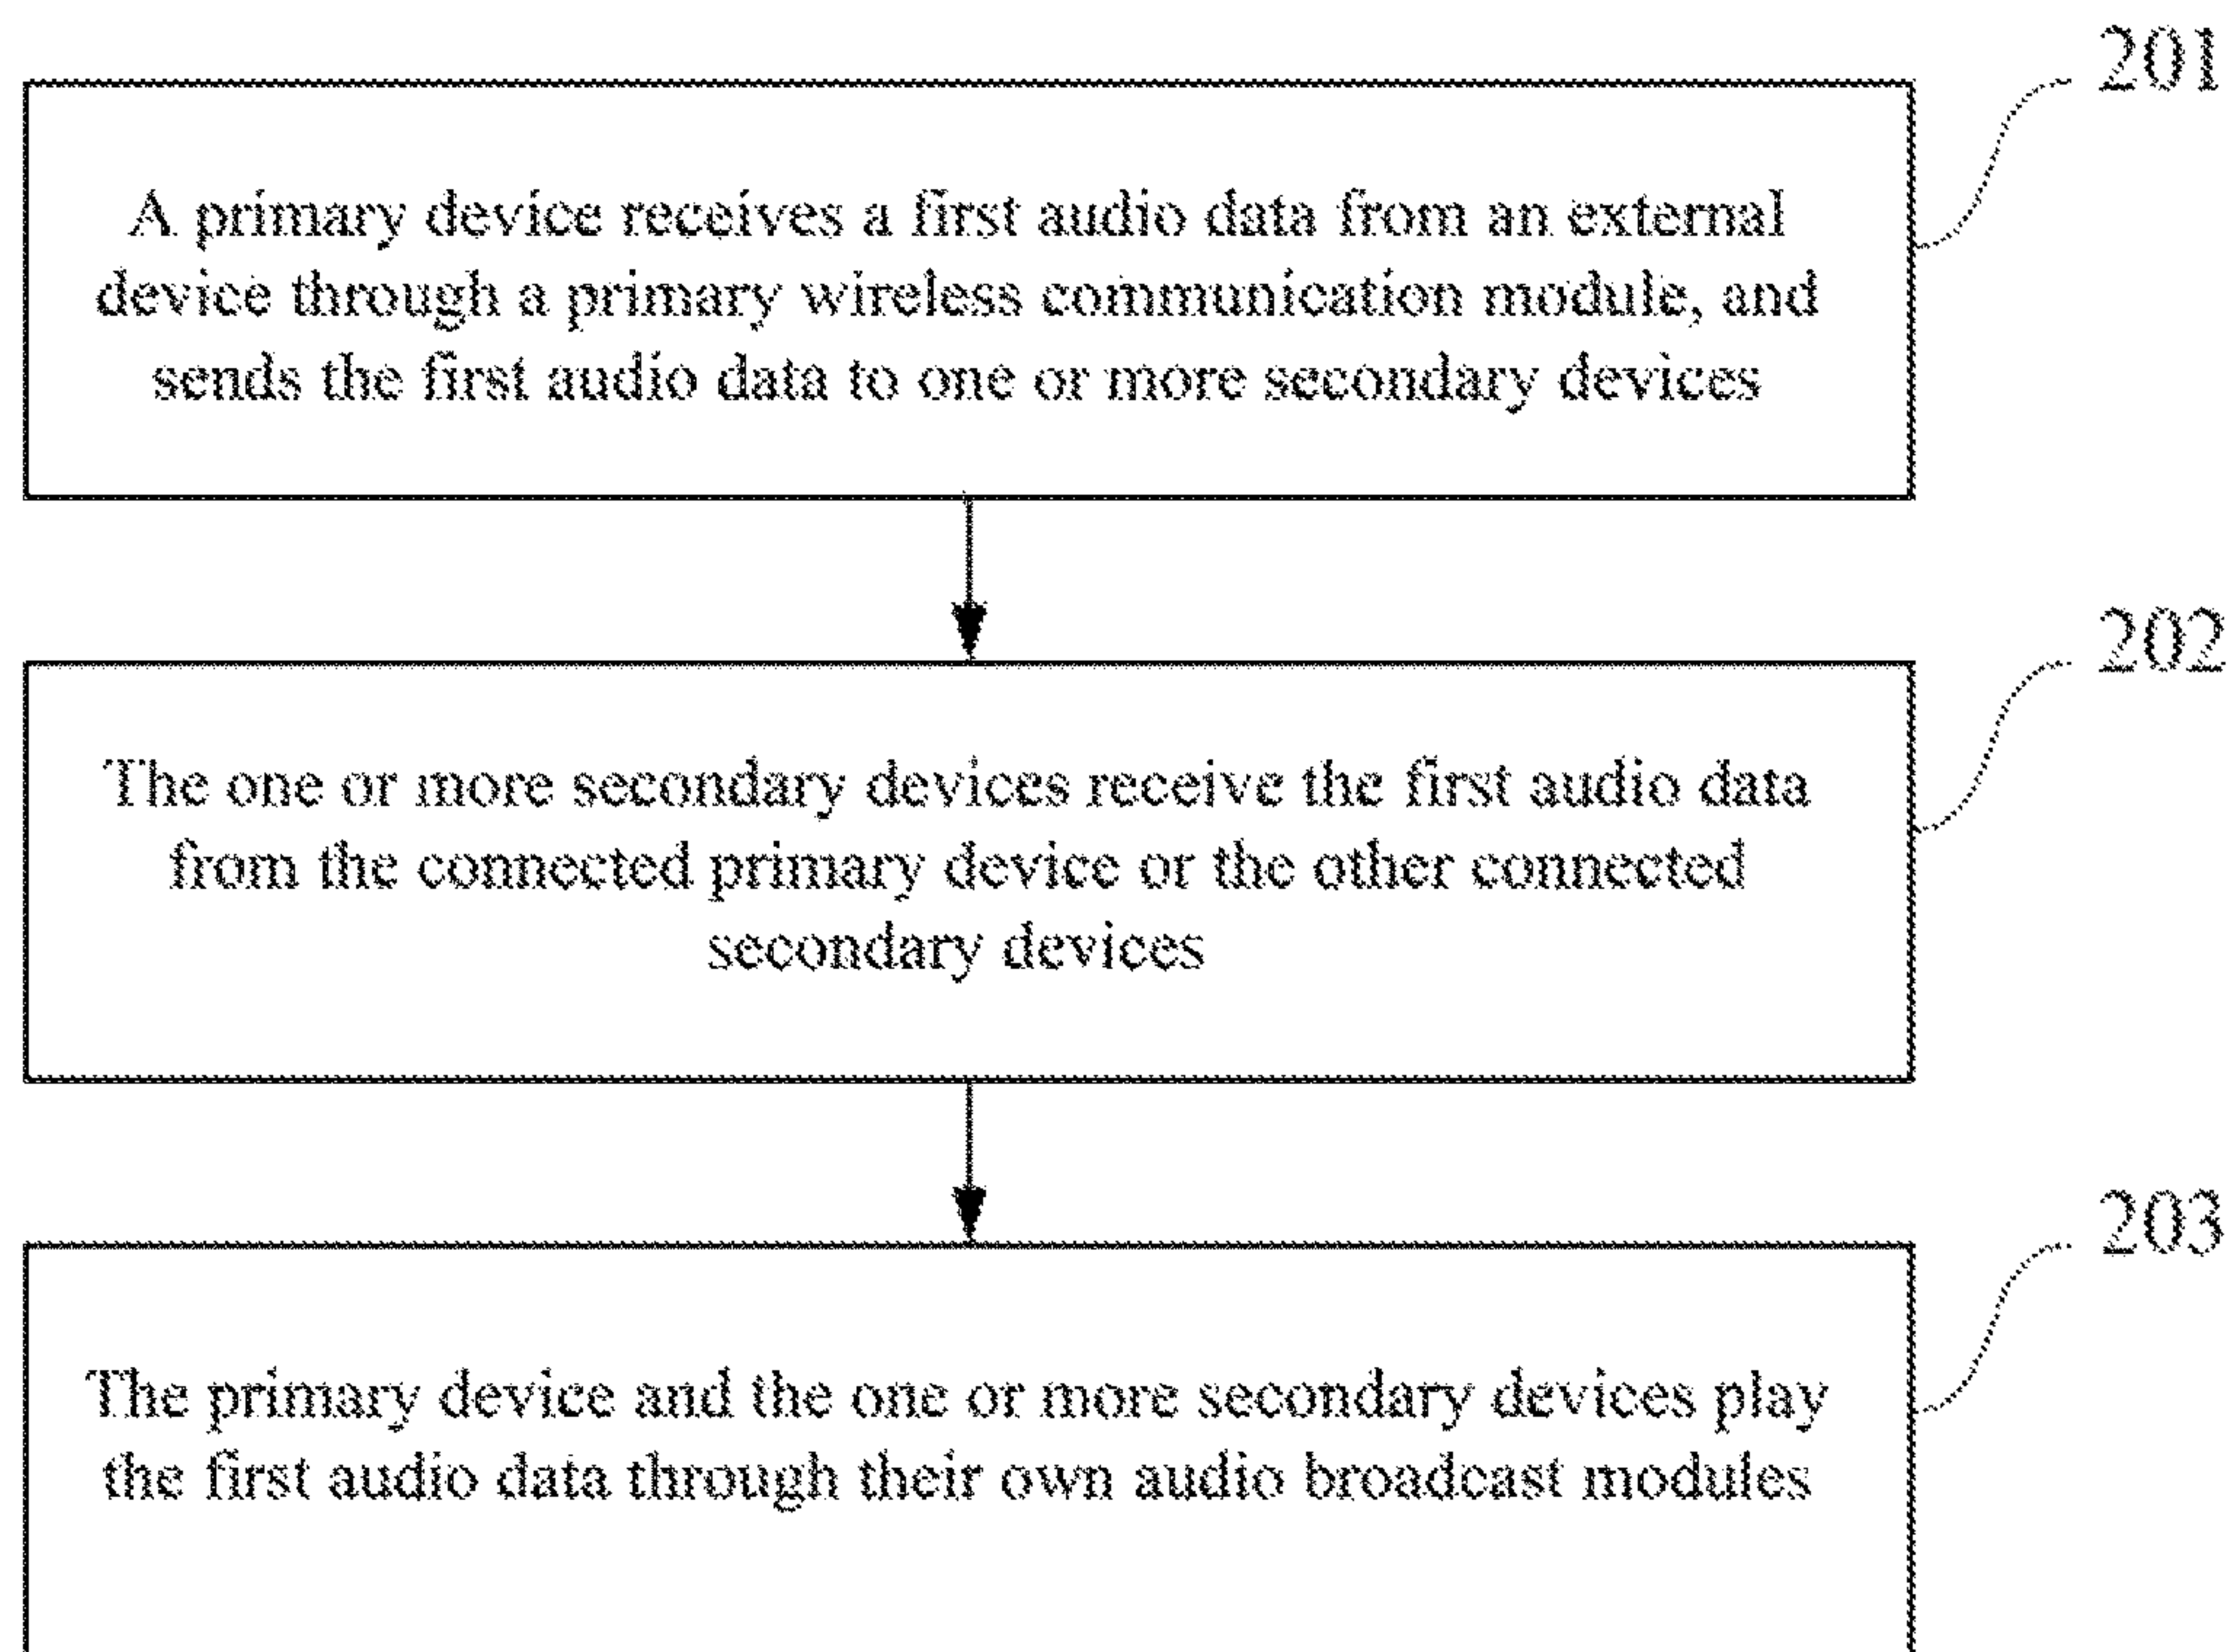 201
A primary device receives a first audio data from an external
device through a primary wireless communication module, and
sends the first audio data to one or more secondary devices
202
The one or more secondary devices receive the first audio data
from the connected primary device or the other connected
secondary devices
203
The primary device and the one or more secondary devices play
the first audio data through their own audio broadcast modules